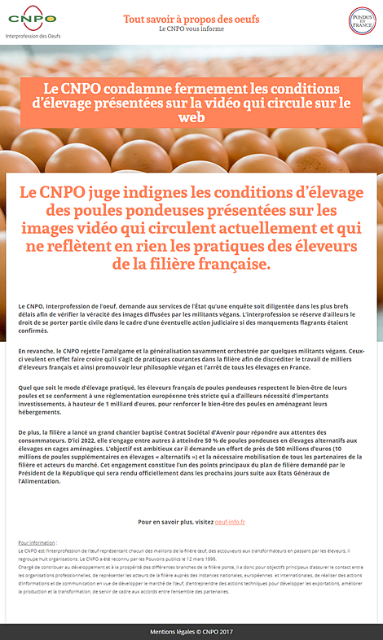 CNPO
Interprofession des Oeufs
Tout savoir à propos des oeufs
Le CNPO vous informe
PONDUS EN FRANCE
Le CNPO condamne fermement les conditions
d'élevage présentées sur la vidéo qui circule sur le
web
Le CNPO juge indignes les conditions d'élevage
des poules pondeuses présentées sur les
images vidéo qui circulent actuellement et qui
ne reflètent en rien les pratiques des éleveurs
de la filière française.
Le CNPO, interprofession de l'oeuf, demande aux services de l'État qu'une enquête soit diligentée dans les plus brefs
délais afin de vérifier la véracité des images diffusées par les militants végans. L'interprofession se réserve d'ailleurs le
droit de se porter partie civile dans le cadre d'une éventuelle action judiciaire si des manquements flagrants étaient
confirmés.
En revanche, le CNPO rejette l'amalgame et la généralisation savamment orchestrée par quelques militants végans. Ceux-
ci veulent en effet faire croire qu'il s'agit de pratiques courantes dans la filière afin de discréditer le travail de milliers
d'éleveurs français et ainsi promouvoir leur philosophie végan et l'arrêt de tous les élevages en France.
Quel que soit le mode d'élevage pratiqué, les éleveurs français de poules pondeuses respectent le bien-être de leurs
poules et se conforment à une réglementation européenne très stricte qui a d'ailleurs nécessité d'importants
investissements, à hauteur de 1 milliard d'euros, pour renforcer le bien-être des poules en aménageant leurs
hébergements.
De plus, la filière a lancé un grand chantier baptisé Contrat Sociétal d'Avenir pour répondre aux attentes des
consommateurs. D'ici 2022, elle s'engage entre autres à atteindre 50 % de poules pondeuses en élevages alternatifs aux
élevages en cages aménagées. L'objectif est ambitieux car il demande un effort de près de 500 millions d'euros (10
millions de poules supplémentaires en élevages « alternatifs ») et la nécessaire mobilisation de tous les partenaires de la
filière et acteurs du marché. Cet engagement constitue l'un des points principaux du plan de filière demandé par le
Président de la République qui sera rendu officiellement dans les prochains jours suite aux États Généraux de
l'Alimentation.
Pour en savoir plus, visitez oeuf-info.fr
Pour information :
Le CNPO est l'Interprofession de l'œuf représentant chacun des maillons de la filière œuf, des accouveurs aux transformateurs en passant par les éleveurs. Il
regroupe huit organisations. Le CNPO a été reconnu par les Pouvoirs publics le 12 mars 1996.
Chargé de contribuer au développement et à la prospérité des différentes branches de la filière ponte, il a donc pour objectifs principaux d'assurer le contact entre
les organisations professionnelles, de représenter les acteurs de la filière auprès des instances nationales, européennes et internationales, de réaliser des actions
d'informations et de communication en vue de développer le marché de l'œuf, d'entreprendre des actions techniques pour développer les exportations, améliorer
la production et la transformation, de servir de cadre aux accords entre l'ensemble des partenaires.
Mentions légales © CNPO 2017